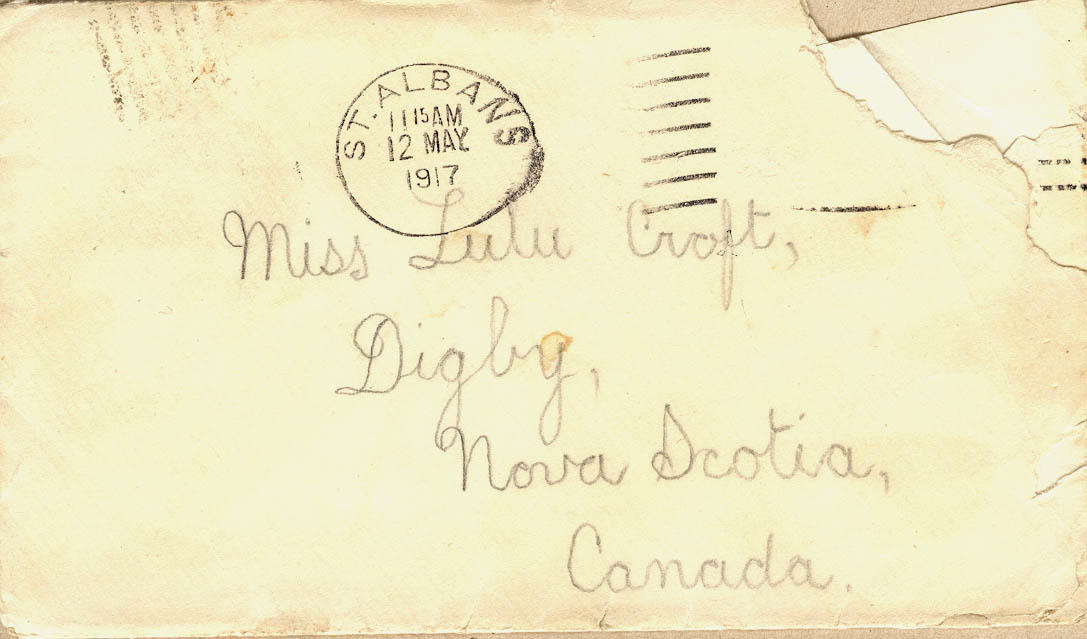 ST. ALBANS
11 15 AM
12 MAY
1917
Miss Lulu Croft,
Digby,
Nova Scotia,
Canada.